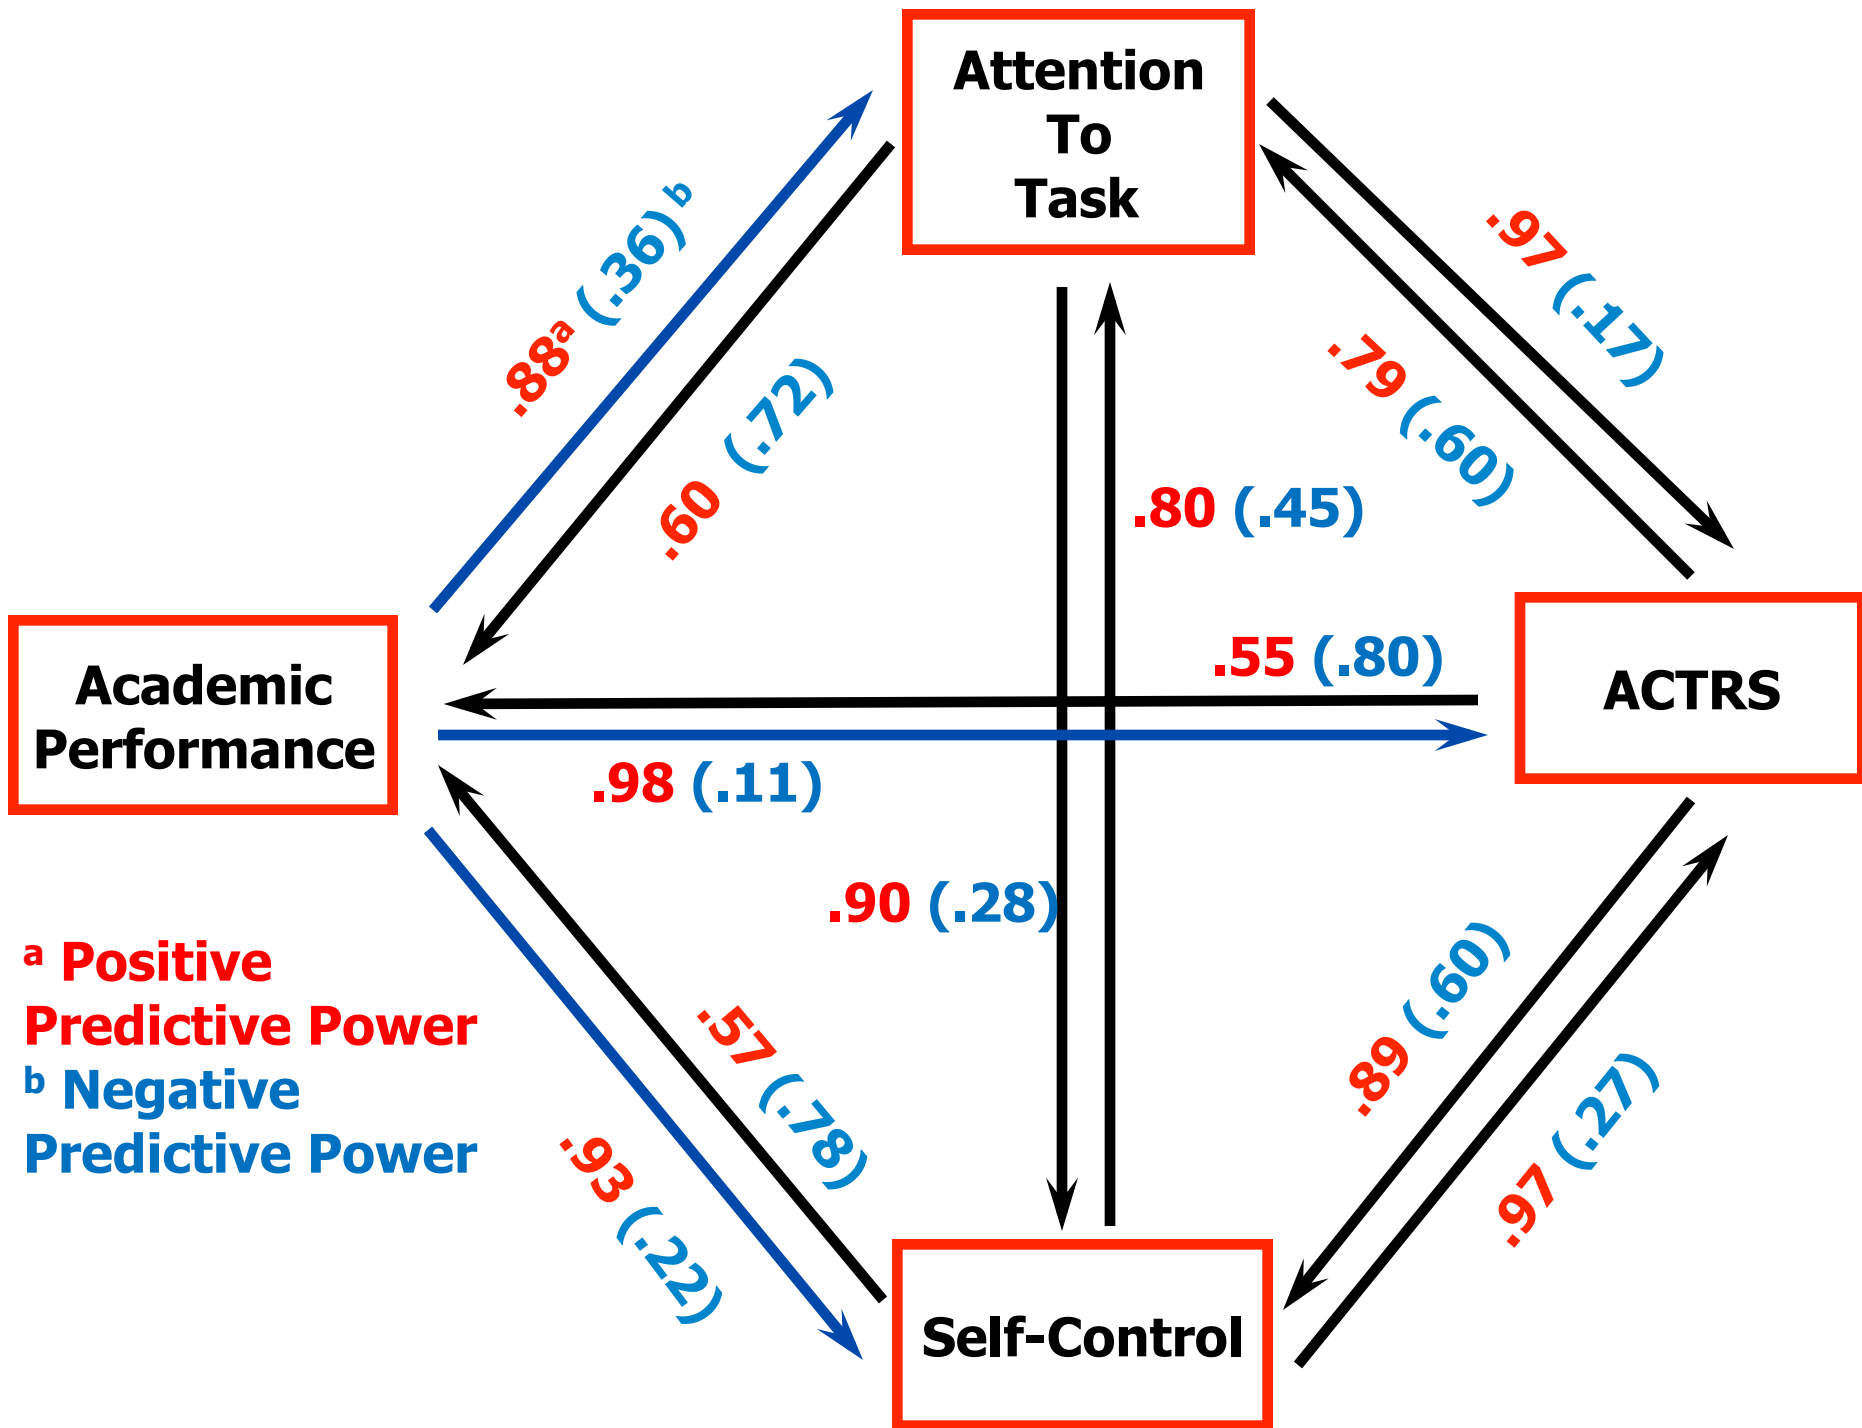 Attention
To
Task
.88a (.36) b
.60 (.72)
.97 (.17)
.79 (.60)
.80 (.45)
.55 (.80)
Academic
Performance
ACTRS
.98 (.11)
.90 (.28)
a Positive
Predictive Power
b Negative
Predictive Power
.57 (.78)
.93 (.22)
.89 (.60)
.97 (.27)
Self-Control